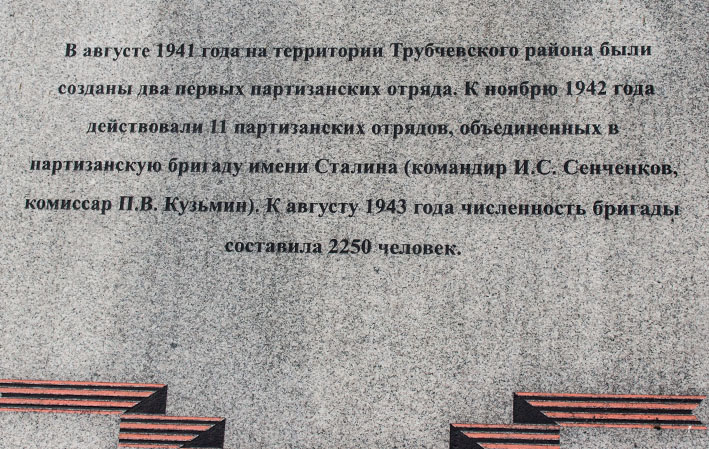 В августе 1941 года на территории Трубчевского района были
созданы два первых партизанских отряда. К ноябрю 1942 года
действовали 11 партизанских отрядов, объединенных в
партизанскую бригаду имени Сталина (командир И.С. Сенченков,
комиссар П.В. Кузьмин). К августу 1943 года численность бригады
составила 2250 человек.